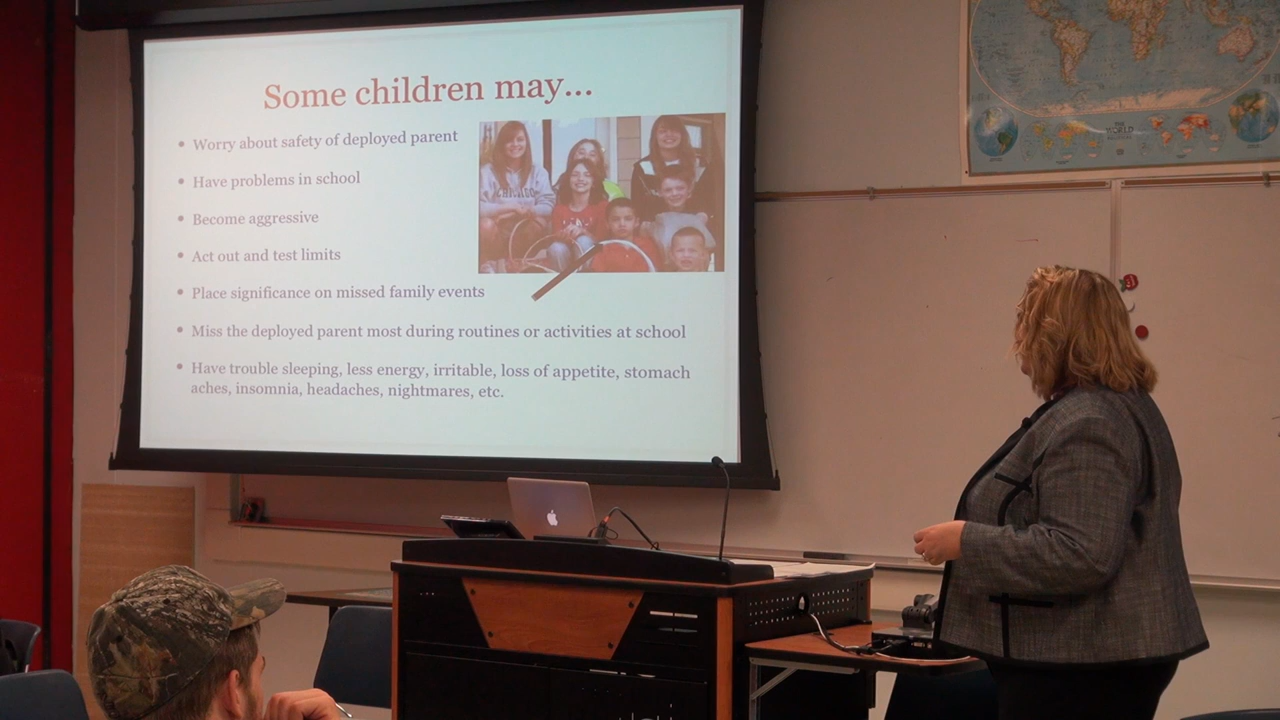 Some children may...
• Worry about safety of deployed parent
• Have problems in school
• Become aggressive
• Act out and test limits
• Place significance on missed family events
• Miss the deployed parent most during routines or activities at school
• Have trouble sleeping, less energy, irritable, loss of appetite, stomach
aches, insomnia, headaches, nightmares, etc.
WORLD